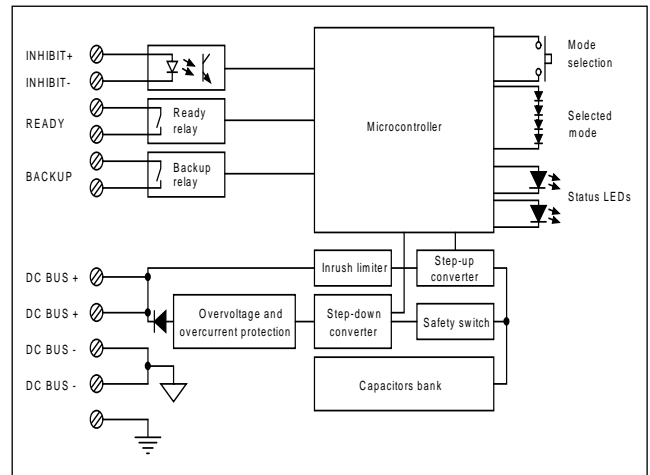 INHIBIT+
INHIBIT-
READY
Ready
relay
BACKUP
Backup
relay
Microcontroller
Mode
selection
Selected
mode
Status LEDs
Inrush limiter
Step-up
converter
DC BUS +
DC BUS +
Overvoltage and
overcurrent protection
Step-down
converter
Safety switch
DC BUS -
DC BUS -
Capacitors bank